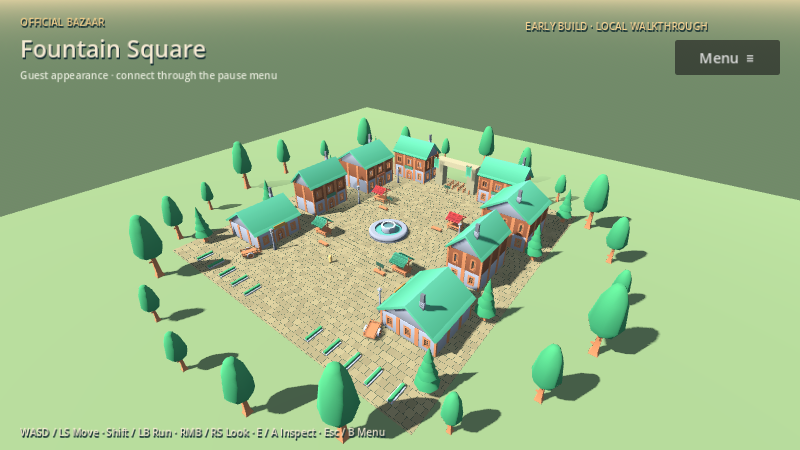 OFFICIAL BAZAAR
EARLY BUILD · LOCAL WALKTHROUGH
Fountain Square
Menu ≡
Guest appearance · connect through the pause menu
WASD / LS Move · Shift / LB Run · RMB / RS Look · E / A Inspect · Esc / B Menu